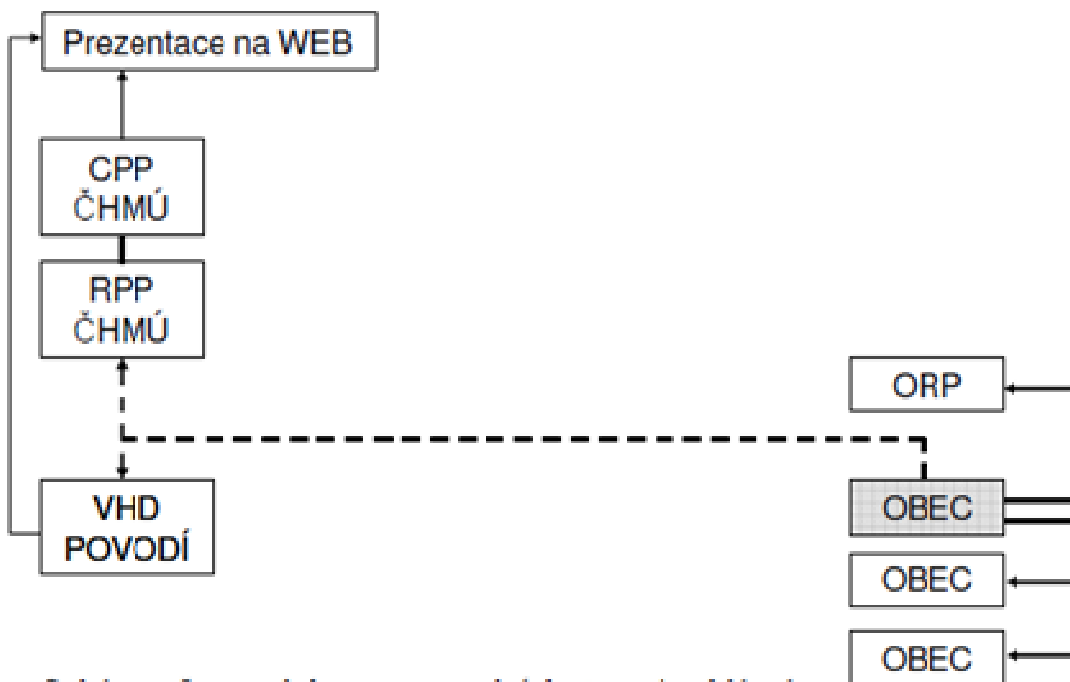 Prezentace na WEB
CPP
ČHMÚ
RPP
ČHMÚ
ORP
VHD
POVODÍ
OBEC
OBEC
OBEC